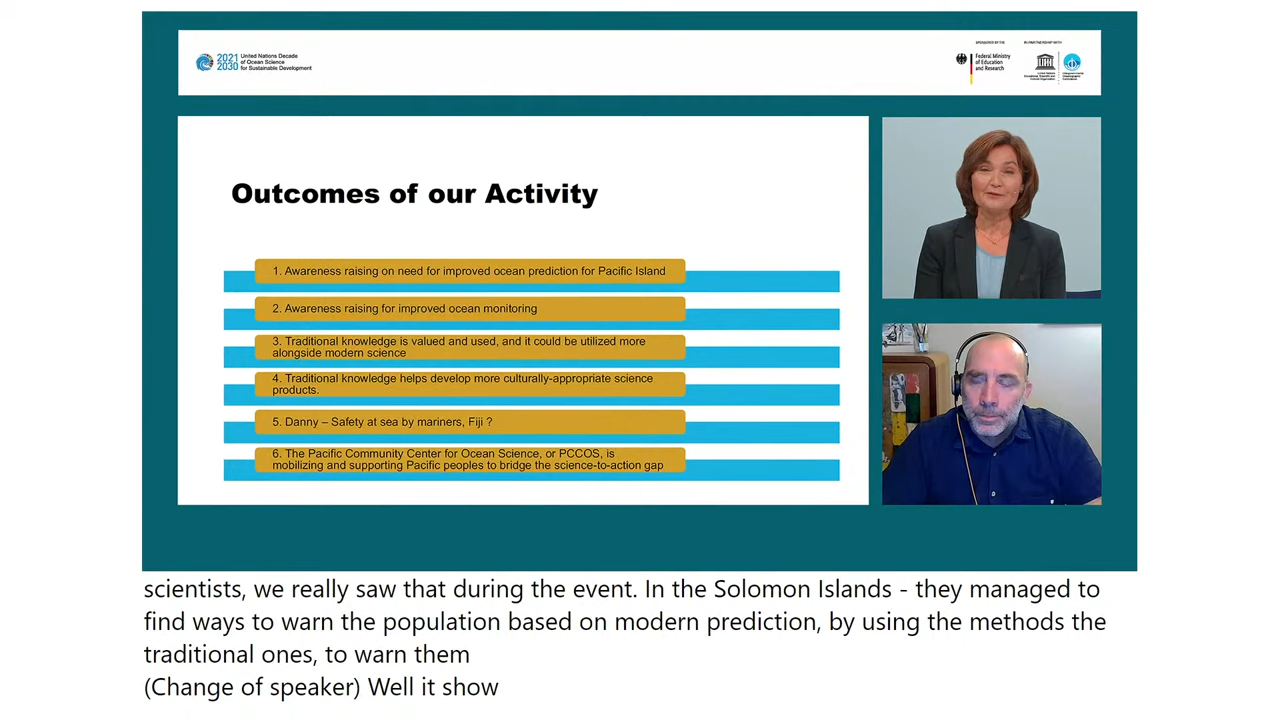 2021
2030
United Nations Decade
of Ocean Science
for Sustainable Development
SPONSORED BY THE
Federal Ministry
of Education
and Research
IN PARTNERSHIP WITH
Outcomes of our Activity
1. Awareness raising on need for improved ocean prediction for Pacific Island
2. Awareness raising for improved ocean monitoring
3. Traditional knowledge is valued and used, and it could be utilized more
alongside modern science
4. Traditional knowledge helps develop more culturally-appropriate science
products.
5. Danny – Safety at sea by mariners, Fiji ?
6. The Pacific Community Center for Ocean Science, or PCCOS, is
mobilizing and supporting Pacific peoples to bridge the science-to-action gap
scientists, we really saw that during the event. In the Solomon Islands - they managed to
find ways to warn the population based on modern prediction, by using the methods the
traditional ones, to warn them
(Change of speaker) Well it show